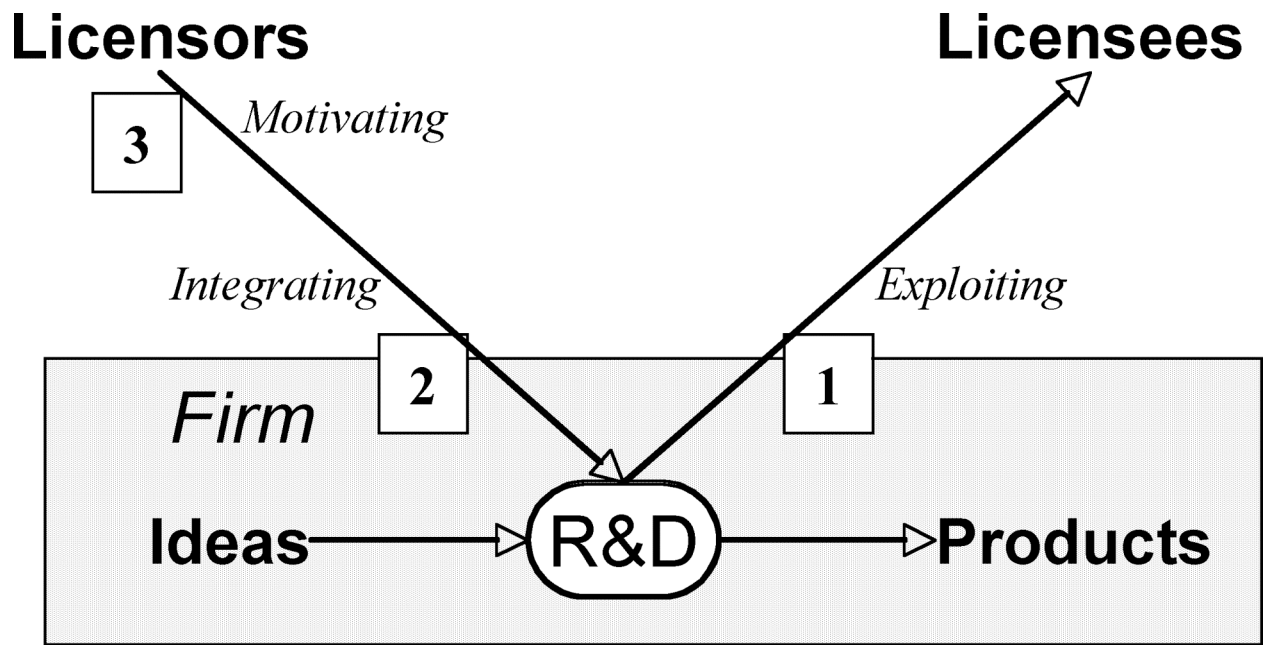 Licensors
Licensees
3
Motivating
Integrating
Exploiting
2
1
Firm
Ideas
R&D
Products